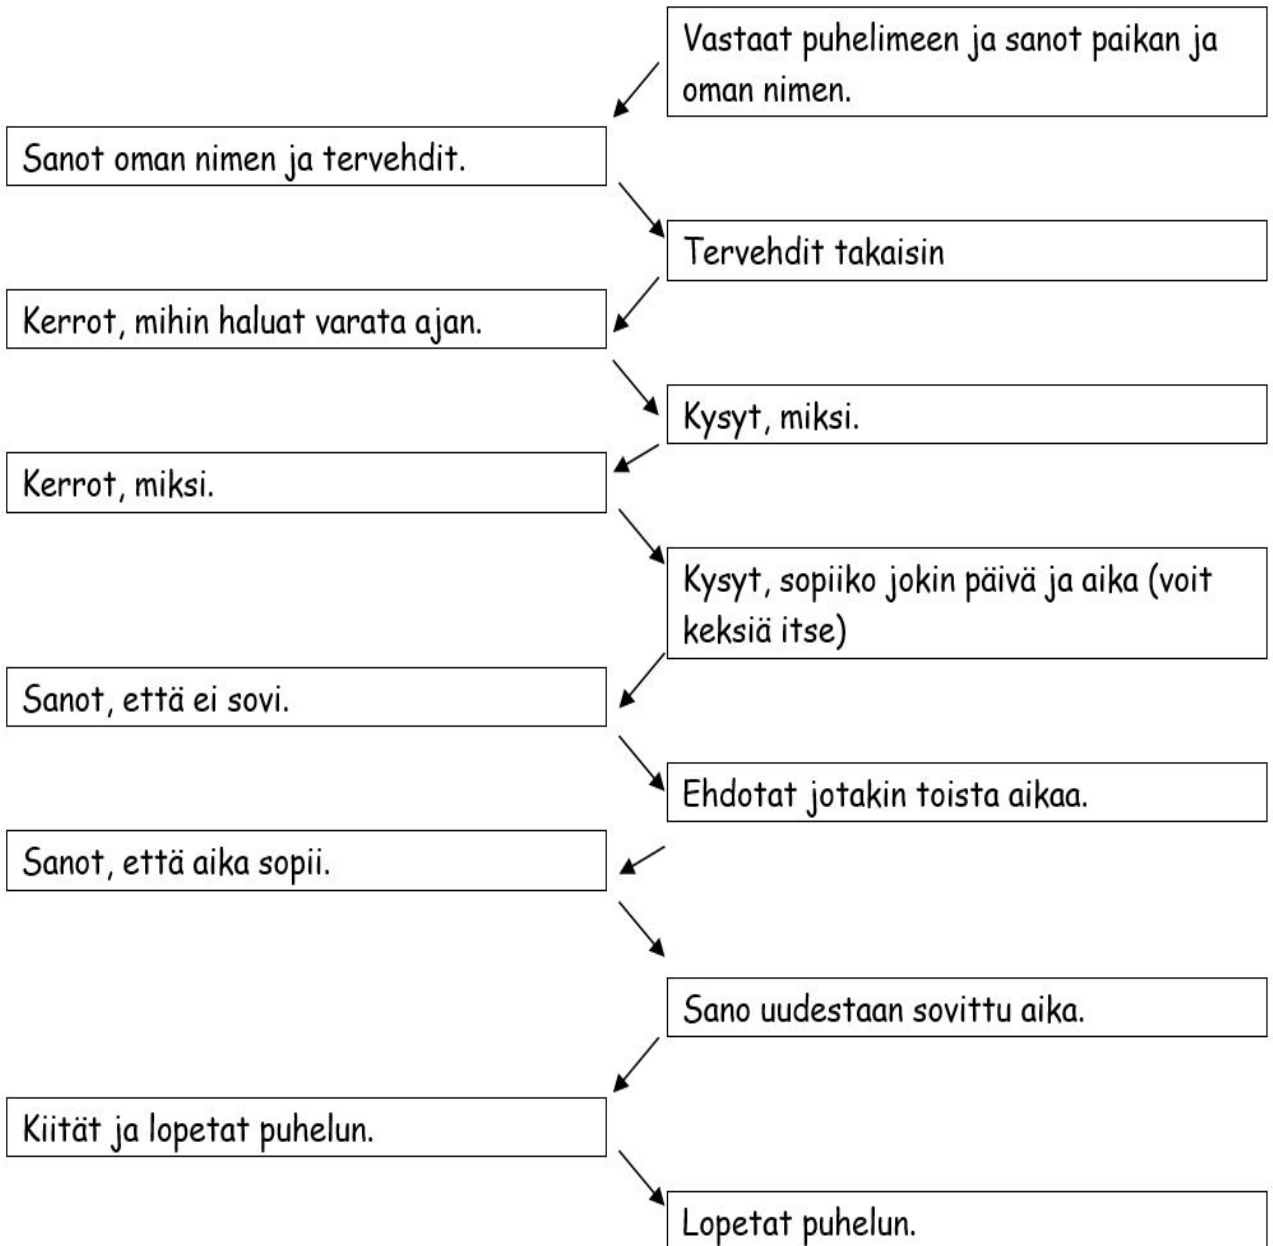 Vastaat puhelimeen ja sanot paikan ja
oman nimen.
Sanot oman nimen ja tervehdit.
Tervehdit takaisin
Kerrot, mihin haluat varata ajan.
Kysyt, miksi.
Kerrot, miksi.
Kysyt, sopiiko jokin päivä ja aika (voit
keksiä itse)
Sanot, että ei sovi.
Ehdotat jotakin toista aikaa.
Sanot, että aika sopii.
Sano uudestaan sovittu aika.
Kiität ja lopetat puhelun.
Lopetat puhelun.